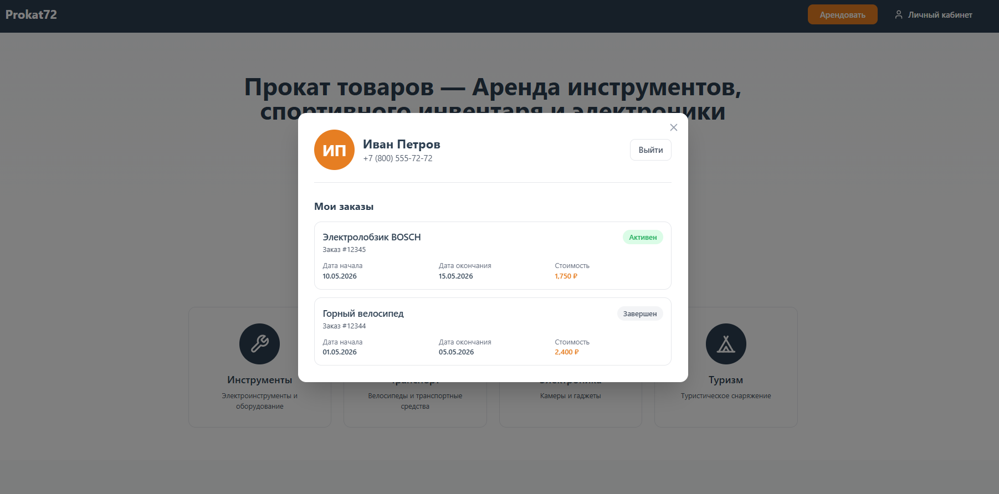 Prokat72
Арендовать
Личный кабинет
Прокат товаров — Аренда инструментов,
спортивного инвентаря и электроники
ИП
Иван Петров
+7 (800) 555-72-72
Выйти
Мои заказы
Электролобзик BOSCH
Активен
Заказ #12345
Дата начала
Дата окончания
Стоимость
10.05.2026
15.05.2026
1,750 ₽
Горный велосипед
Завершен
Заказ #12344
Дата начала
Дата окончания
Стоимость
01.05.2026
05.05.2026
2,400 ₽
Инструменты
Транспорт
Электроника
Туризм
Электроинструменты и
оборудование
Велосипеды и транспортные
средства
Камеры и гаджеты
Туристическое снаряжение